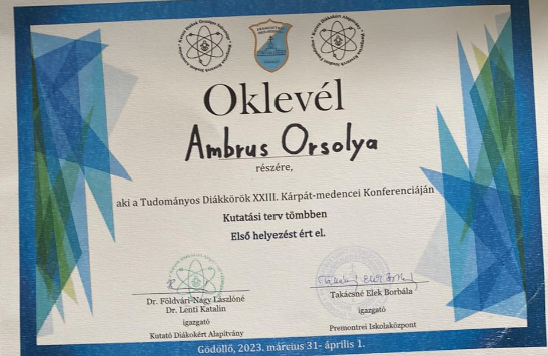 Oklevél
Ambrus Orsolya
részére,
aki a Tudományos Diákkörök XXIII. Kárpát-medencei Konferenciáján
Kutatási terv tömbben
Első helyezést ért el.
Dr. Földvári-Nagy Lászlóné
Dr. Lenti Katalin
igazgató
Kutató Diákokért Alapítvány
Takácsné Elek Borbála
igazgató
Premontrei Iskolaközpont
Gödöllő, 2023. március 31- április 1.